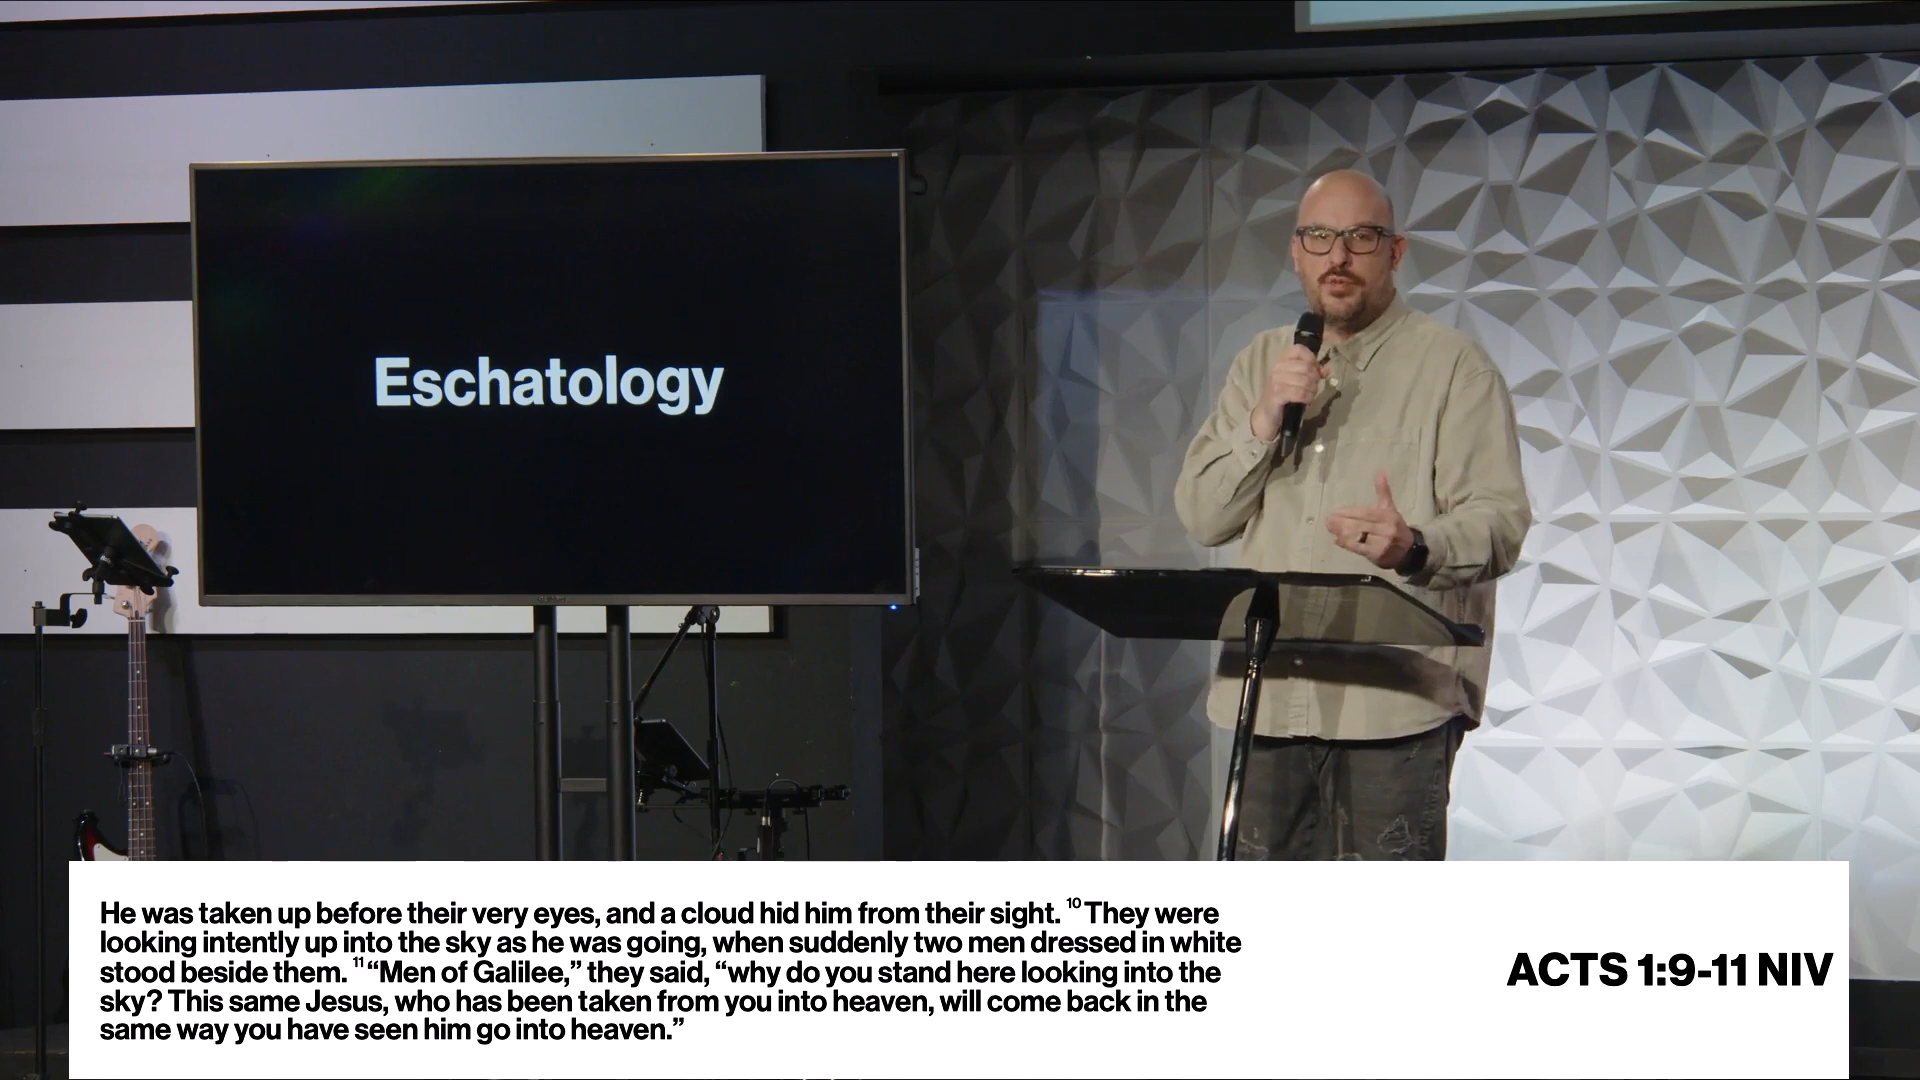 Eschatology
He was taken up before their very eyes, and a cloud hid him from their sight. ¹⁰ They were
looking intently up into the sky as he was going, when suddenly two men dressed in white
stood beside them. ¹¹ “Men of Galilee,” they said, “why do you stand here looking into the
sky? This same Jesus, who has been taken from you into heaven, will come back in the
same way you have seen him go into heaven.”
ACTS 1:9-11 NIV